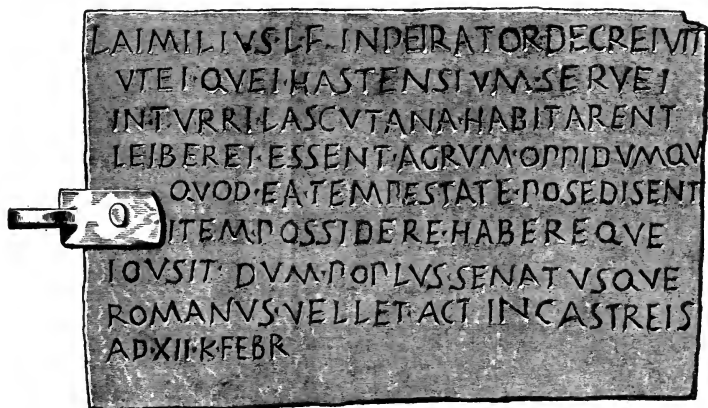 L·AIMILIVS·L·F·INPEIRATOR·DECREIVIT
VTEI·QVEI·HASTENSIVM·SERVEI
IN·TVRRI·LASCVTANA·HABITARENT
LEIBEREI·ESSENT·AGRVM·OPPIDVMQV
QVOD·EA·TEMPESTATE·POSEDISENT
ITEM·POSSIDERE·HABEREQVE
IOVSIT·DVM·POPLVS·SENATVSQVE
ROMANVS·VELLET·ACT·IN·CASTREIS
A·D·XII·K·FEBR